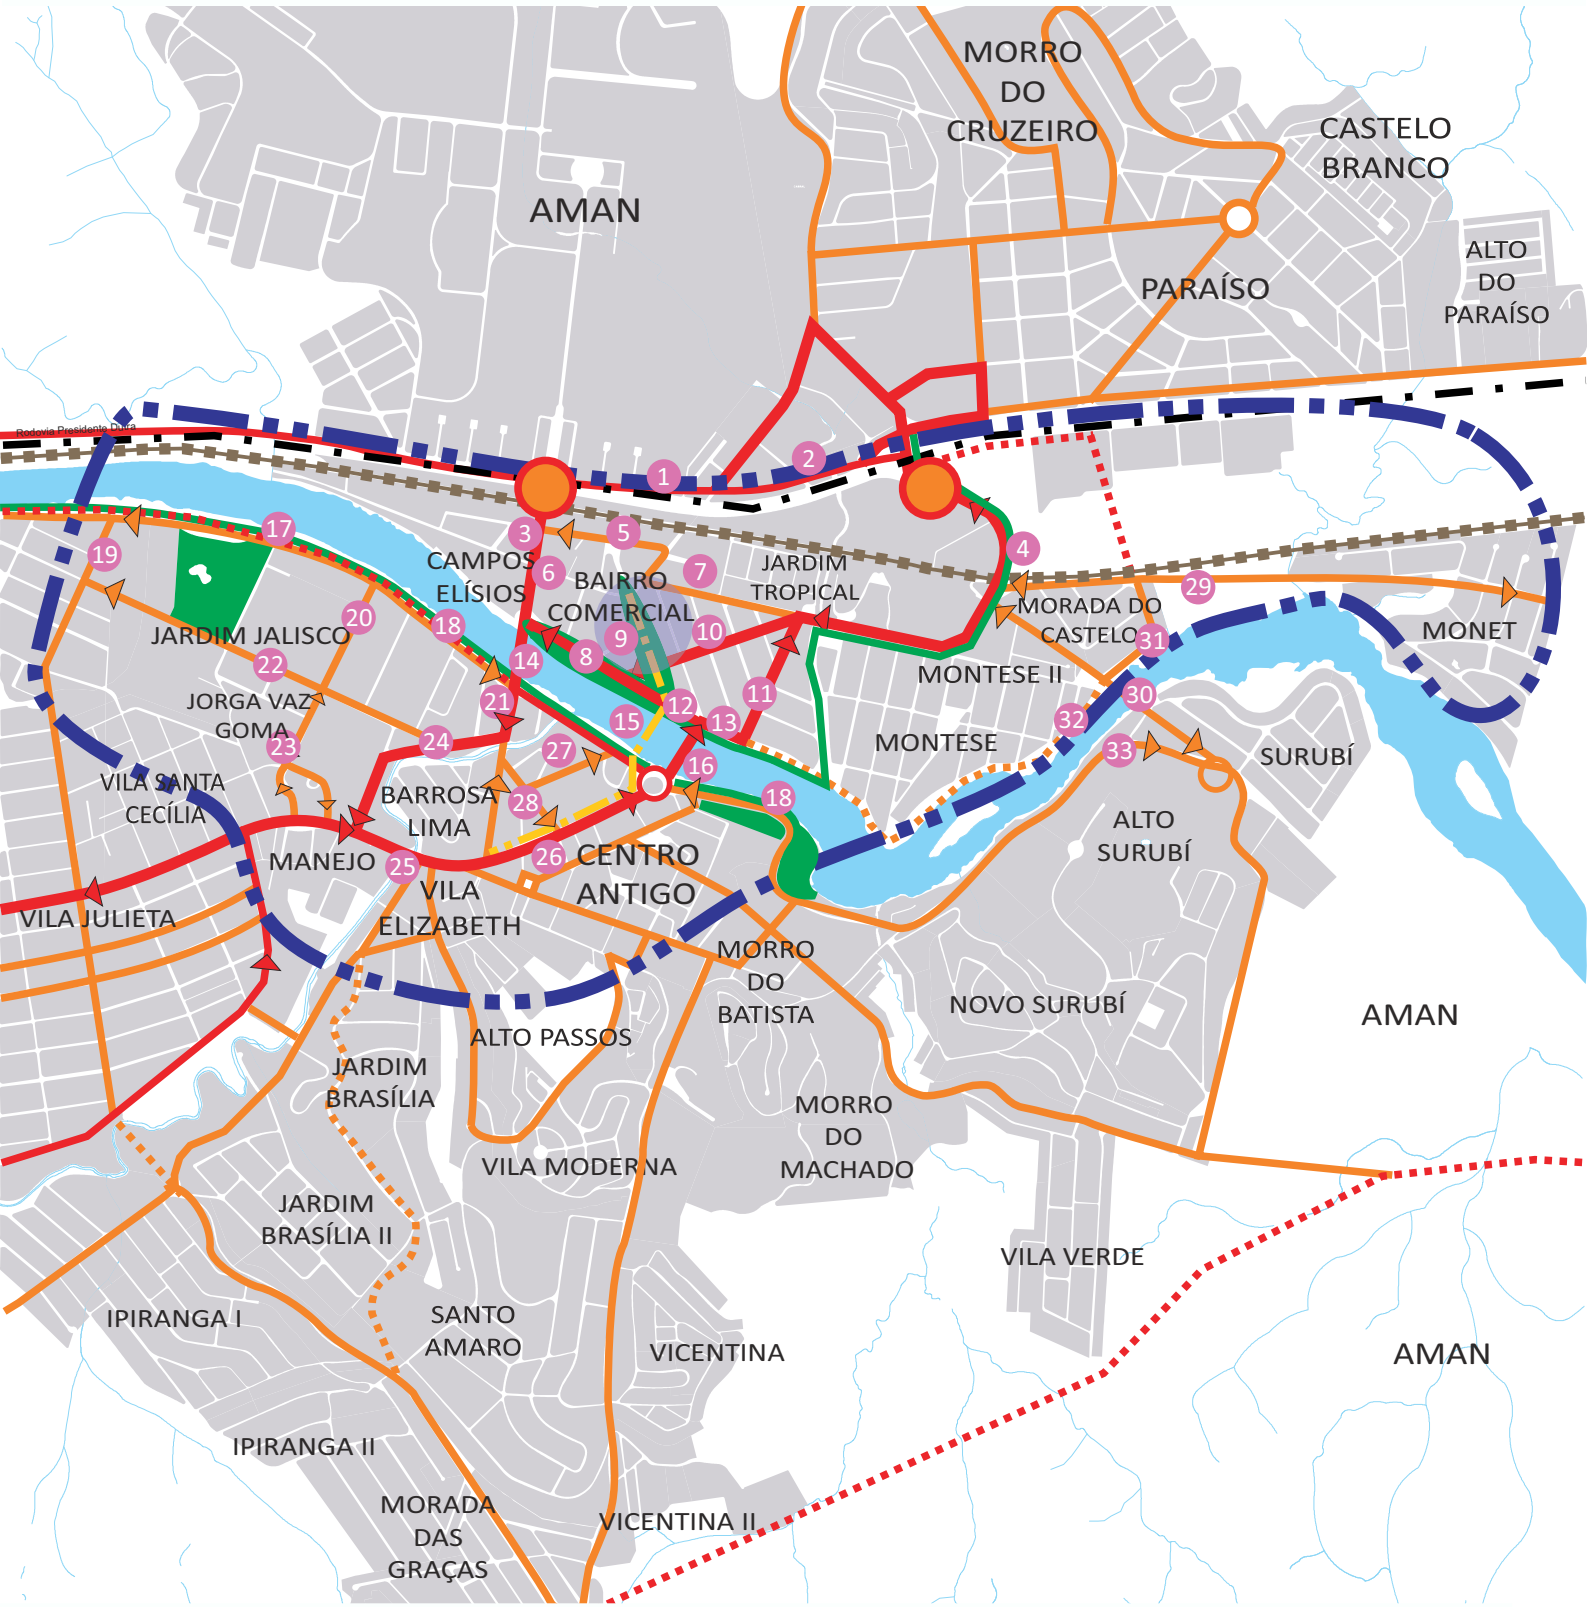 MORRO
DO
CRUZEIRO
CASTELO
BRANCO
AMAN
ALTO
DO
PARAÍSO
PARAÍSO
Rodovia Presidente Dutra
1
2
3
4
5
6
7
CAMPOS
ELÍSIOS
BAIRRO
COMERCIAL
JARDIM
TROPICAL
17
19
18
20
JARDIM JALISCO
22
8
9
10
MORADA DO
CASTELO
29
31
MONET
14
21
JORGA VAZ
GOMA
23
24
11
12
13
15
16
MONTESE II
MONTESE
30
32
33
SURUBÍ
27
28
VILA SANTA
CECÍLIA
BARROSA
LIMA
18
ALTO
SURUBÍ
MANEJO
25
26
CENTRO
ANTIGO
VILA
ELIZABETH
VILA JULIETA
MORRO
DO
BATISTA
NOVO SURUBÍ
AMAN
ALTO PASSOS
JARDIM
BRASÍLIA
MORRO
DO
MACHADO
VILA MODERNA
JARDIM
BRASÍLIA II
VILA VERDE
IPIRANGA I
SANTO
AMARO
VICENTINA
AMAN
IPIRANGA II
MORADA
DAS
GRAÇAS
VICENTINA II